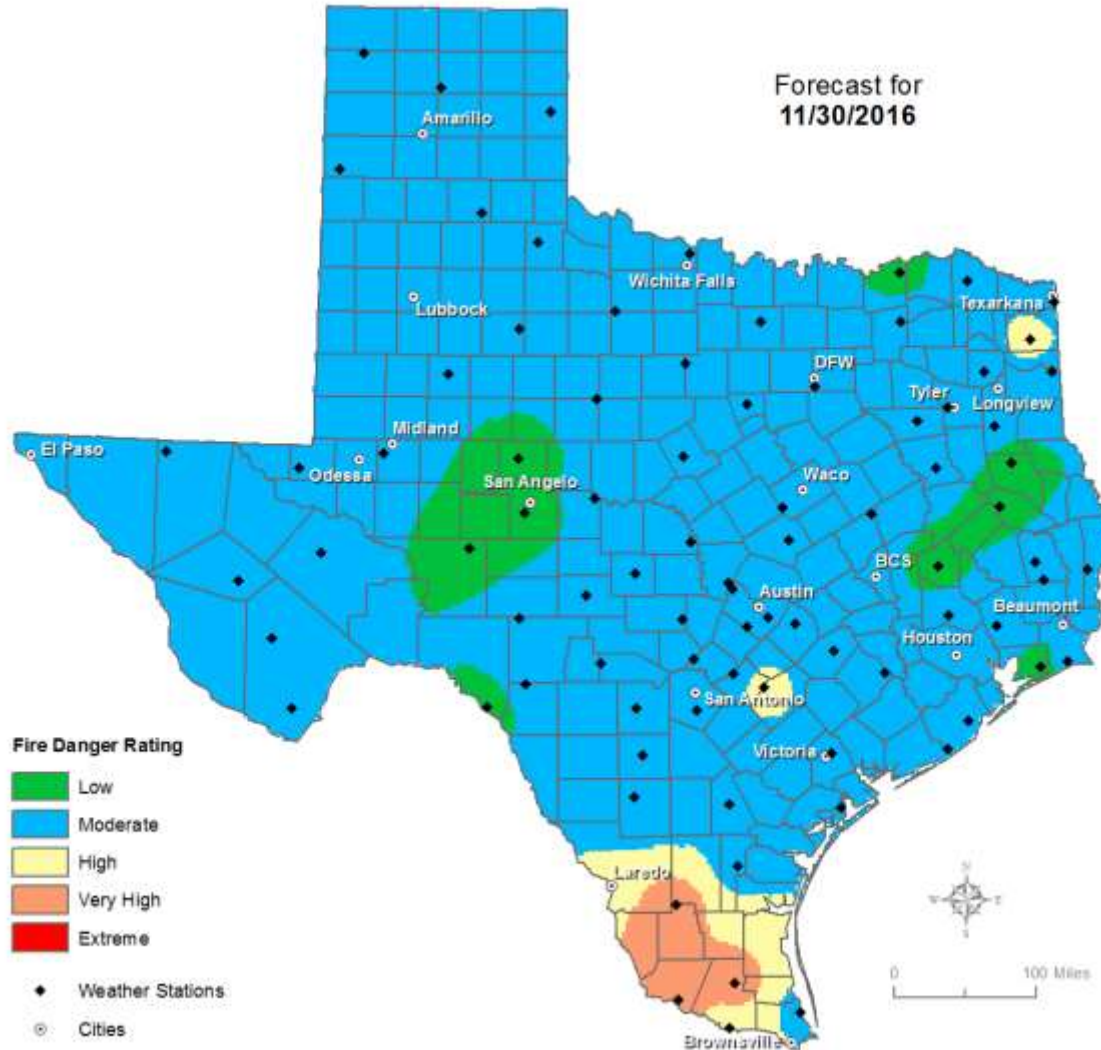 Forecast for
11/30/2016
Amarillo
Wichita Falls
Lubbock
Texarkana
DFW
Tyler
Longview
El Paso
Midland
Odessa
San Angelo
Waco
BCS
Austin
Beaumont
Houston
San Antonio
Victoria
Fire Danger Rating
Low
Moderate
High
Very High
Extreme
Weather Stations
Cities
Laredo
Brownsville
N
W
E
S
0 100 Miles